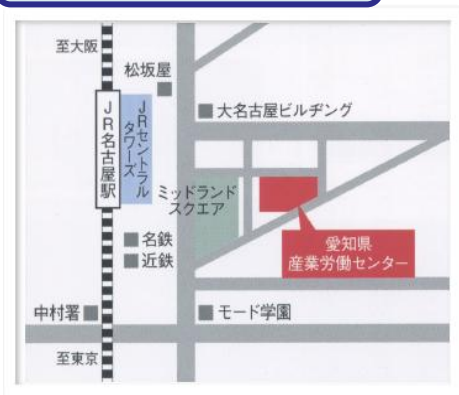 至大阪
松坂屋
JR名古屋駅
JRセントラル
タワーズ
大名古屋ビルヂング
ミッドランド
スクエア
名鉄
近鉄
愛知県
産業労働センター
中村署
モード学園
至東京